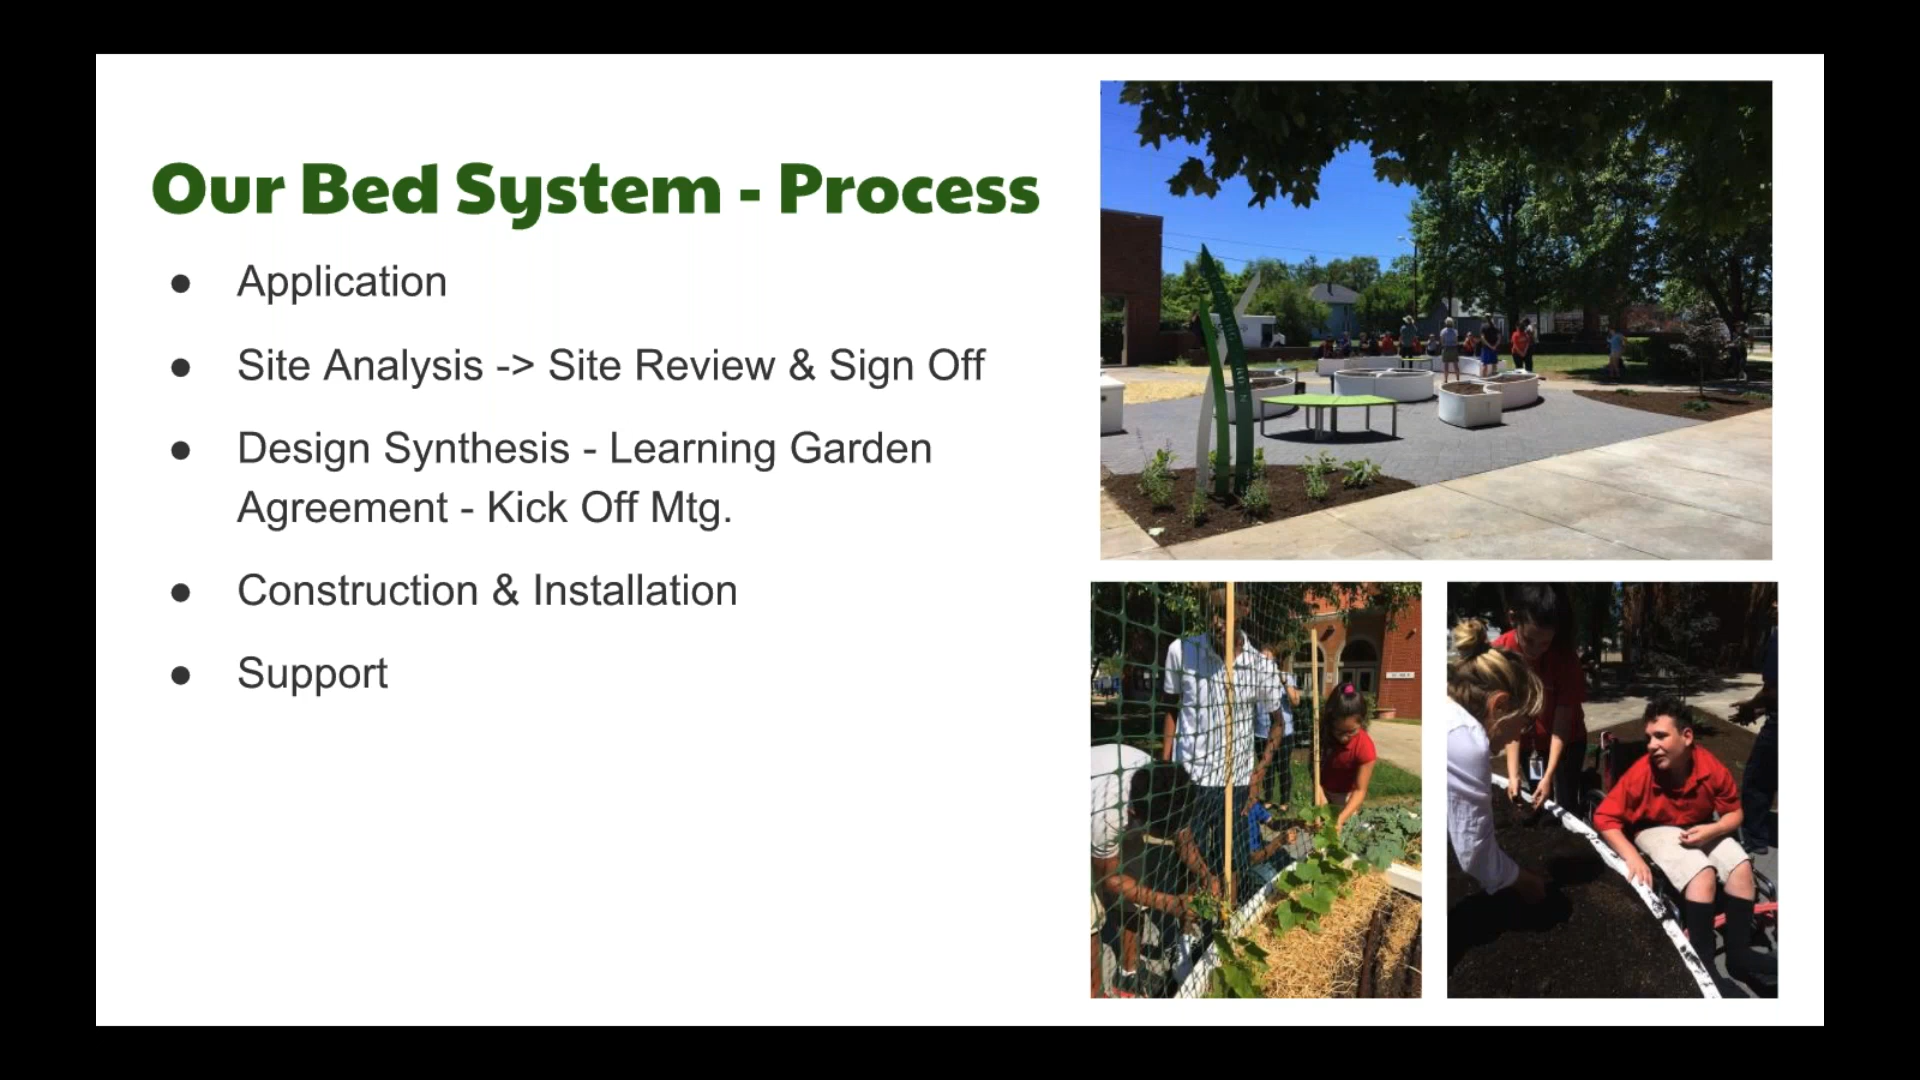 Our Bed System - Process
● Application
● Site Analysis -> Site Review & Sign Off
● Design Synthesis - Learning Garden
Agreement - Kick Off Mtg.
● Construction & Installation
● Support